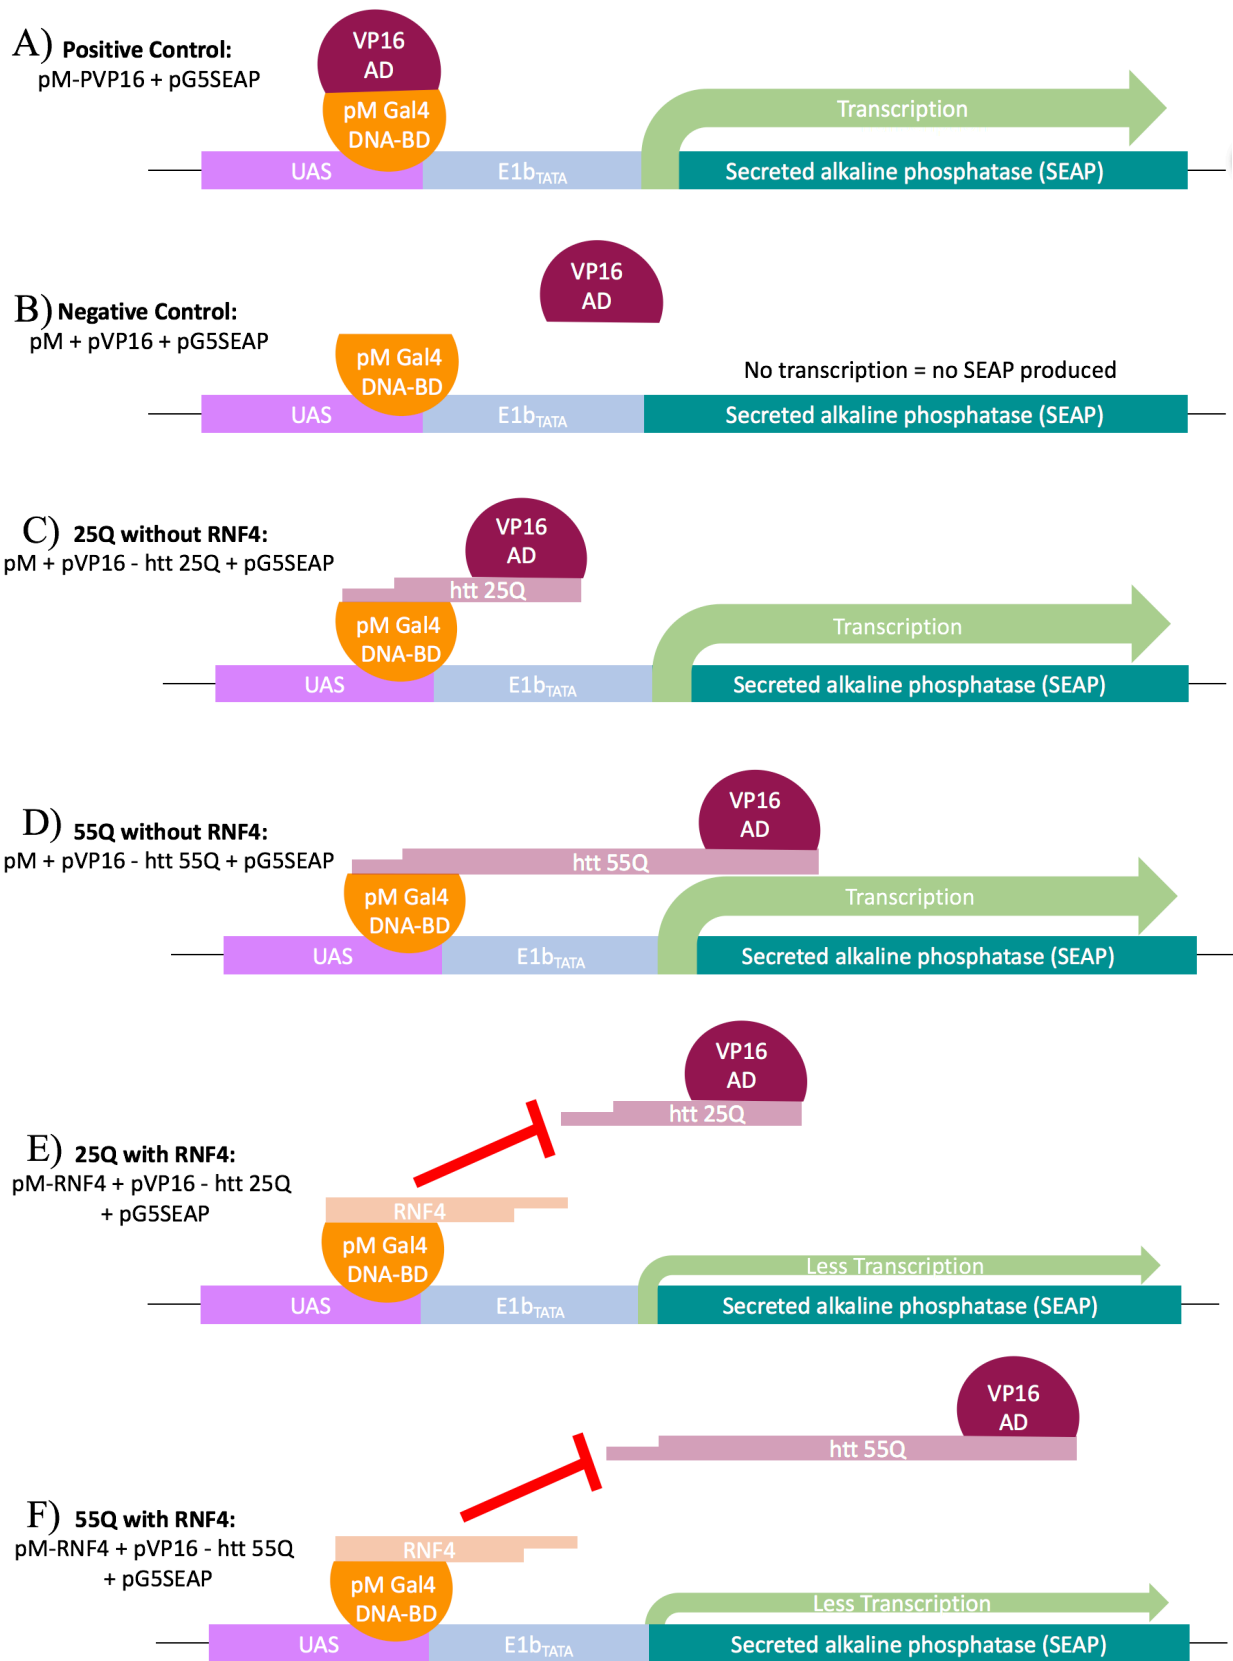 A) Positive Control:
pM-PVP16 + pG5SEAP
VP16
AD
pM Gal4
DNA-BD
Transcription
UAS
E1bTATA
Secreted alkaline phosphatase (SEAP)
B) Negative Control:
pM + pVP16 + pG5SEAP
VP16
AD
pM Gal4
DNA-BD
No transcription = no SEAP produced
UAS
E1bTATA
Secreted alkaline phosphatase (SEAP)
C) 25Q without RNF4:
pM + pVP16 - htt 25Q + pG5SEAP
VP16
AD
htt 25Q
pM Gal4
DNA-BD
Transcription
UAS
E1bTATA
Secreted alkaline phosphatase (SEAP)
D) 55Q without RNF4:
pM + pVP16 - htt 55Q + pG5SEAP
VP16
AD
htt 55Q
pM Gal4
DNA-BD
Transcription
UAS
E1bTATA
Secreted alkaline phosphatase (SEAP)
E) 25Q with RNF4:
pM-RNF4 + pVP16 - htt 25Q
+ pG5SEAP
VP16
AD
htt 25Q
RNF4
pM Gal4
DNA-BD
Less Transcription
UAS
E1bTATA
Secreted alkaline phosphatase (SEAP)
F) 55Q with RNF4:
pM-RNF4 + pVP16 - htt 55Q
+ pG5SEAP
VP16
AD
htt 55Q
RNF4
pM Gal4
DNA-BD
Less Transcription
UAS
E1bTATA
Secreted alkaline phosphatase (SEAP)